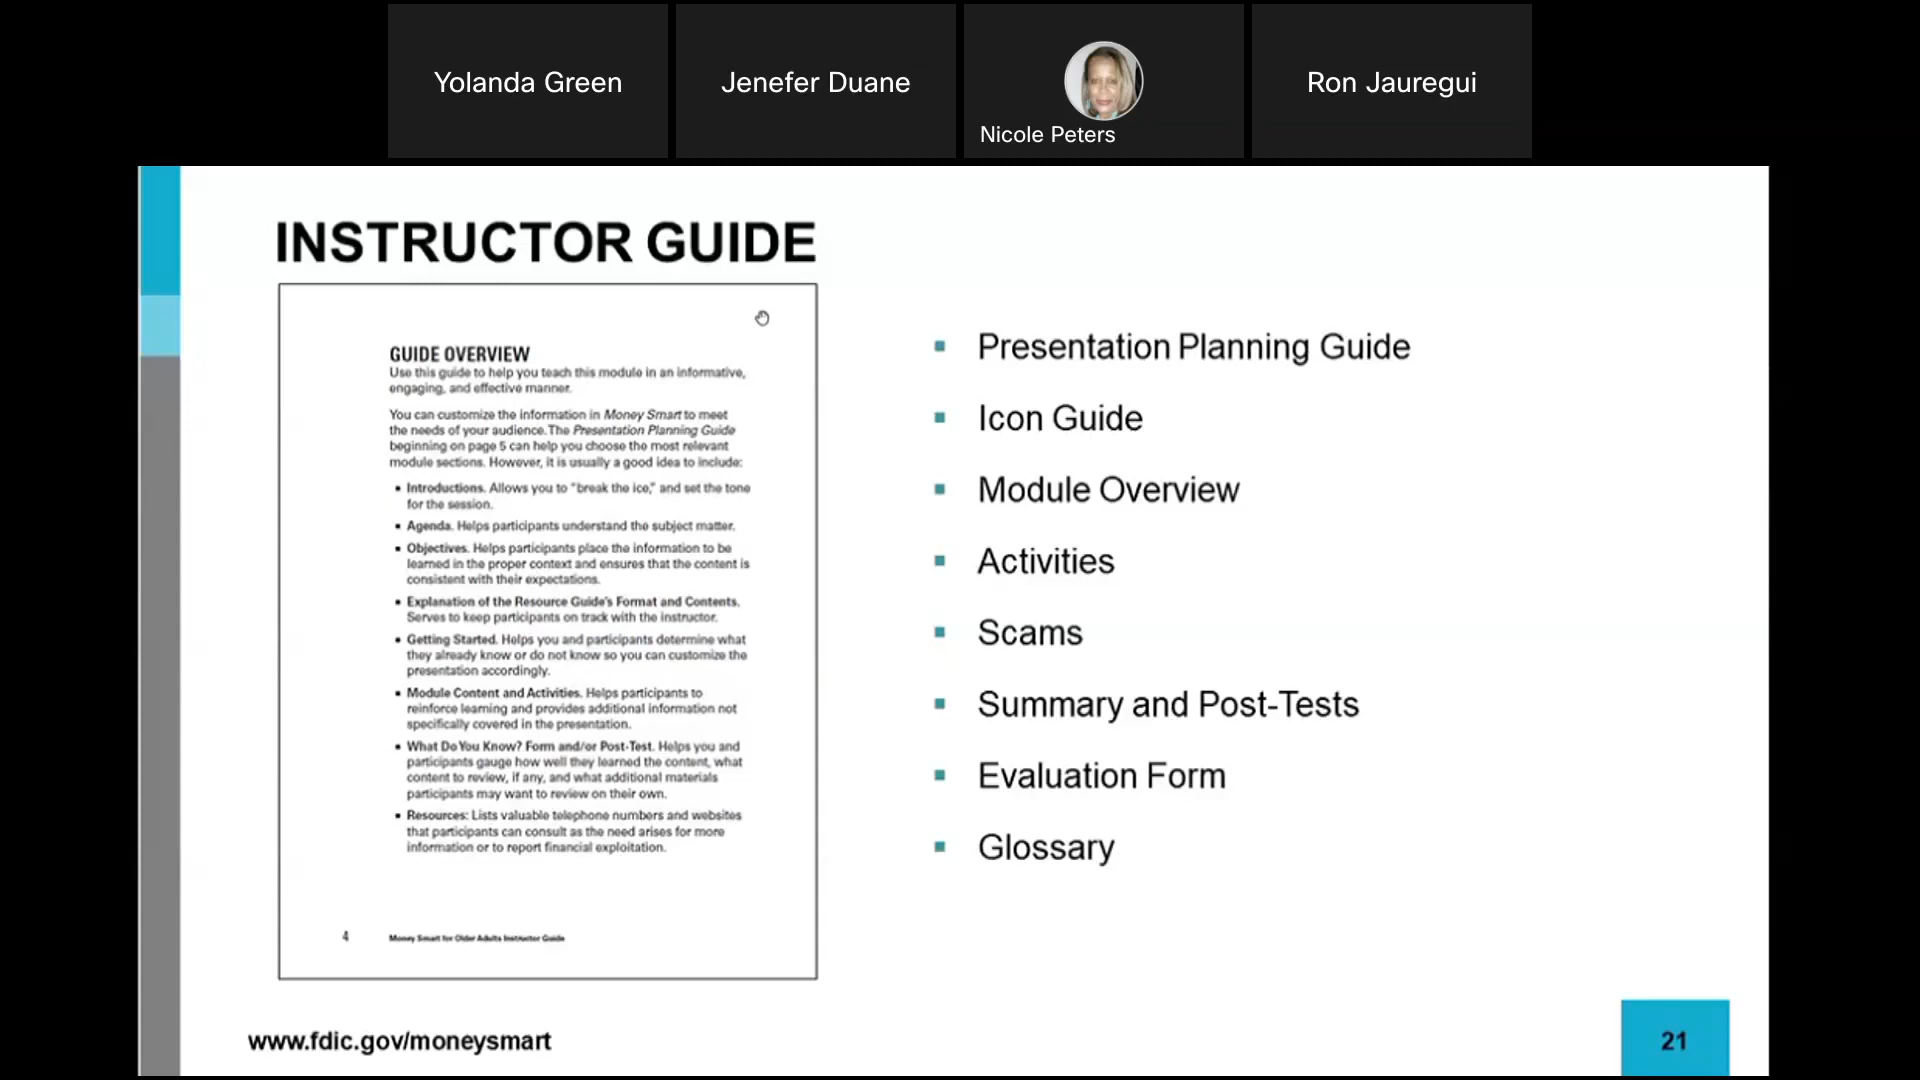 Yolanda Green
Jenefer Duane
Nicole Peters
Ron Jauregui
INSTRUCTOR GUIDE
GUIDE OVERVIEW
Use this guide to help you teach this module in an informative,
engaging, and effective manner.
You can customize the information in Money Smart to meet
the needs of your audience. The Presentation Planning Guide
beginning on page 5 can help you choose the most relevant
module sections. However, it is usually a good idea to include:
▪ Introductions. Allows you to "break the ice," and set the tone
for the session.
▪ Agenda. Helps participants understand the subject matter.
▪ Objectives. Helps participants place the information to be
learned in the proper context and ensures that the content is
consistent with their expectations.
▪ Explanation of the Resource Guide's Format and Contents.
Serves to keep participants on track with the instructor.
▪ Getting Started. Helps you and participants determine what
they already know or do not know so you can customize the
presentation accordingly.
▪ Module Content and Activities. Helps participants to
reinforce learning and provides additional information not
specifically covered in the presentation.
▪ What Do You Know? Form and/or Post-Test. Helps you and
participants gauge how well they learned the content, what
content to review, if any, and what additional materials
participants may want to review on their own.
▪ Resources: Lists valuable telephone numbers and websites
that participants can consult as the need arises for more
information or to report financial exploitation.
4 Money Smart for Older Adults Instructor Guide
▪ Presentation Planning Guide
▪ Icon Guide
▪ Module Overview
▪ Activities
▪ Scams
▪ Summary and Post-Tests
▪ Evaluation Form
▪ Glossary
www.fdic.gov/moneysmart
21